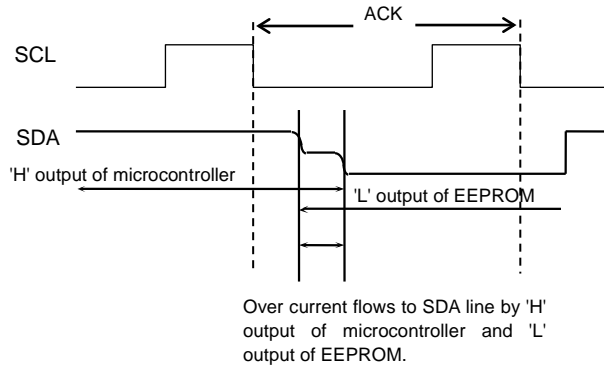 ACK
SCL
SDA
'H' output of microcontroller
'L' output of EEPROM
Over current flows to SDA line by 'H'
output of microcontroller and 'L'
output of EEPROM.